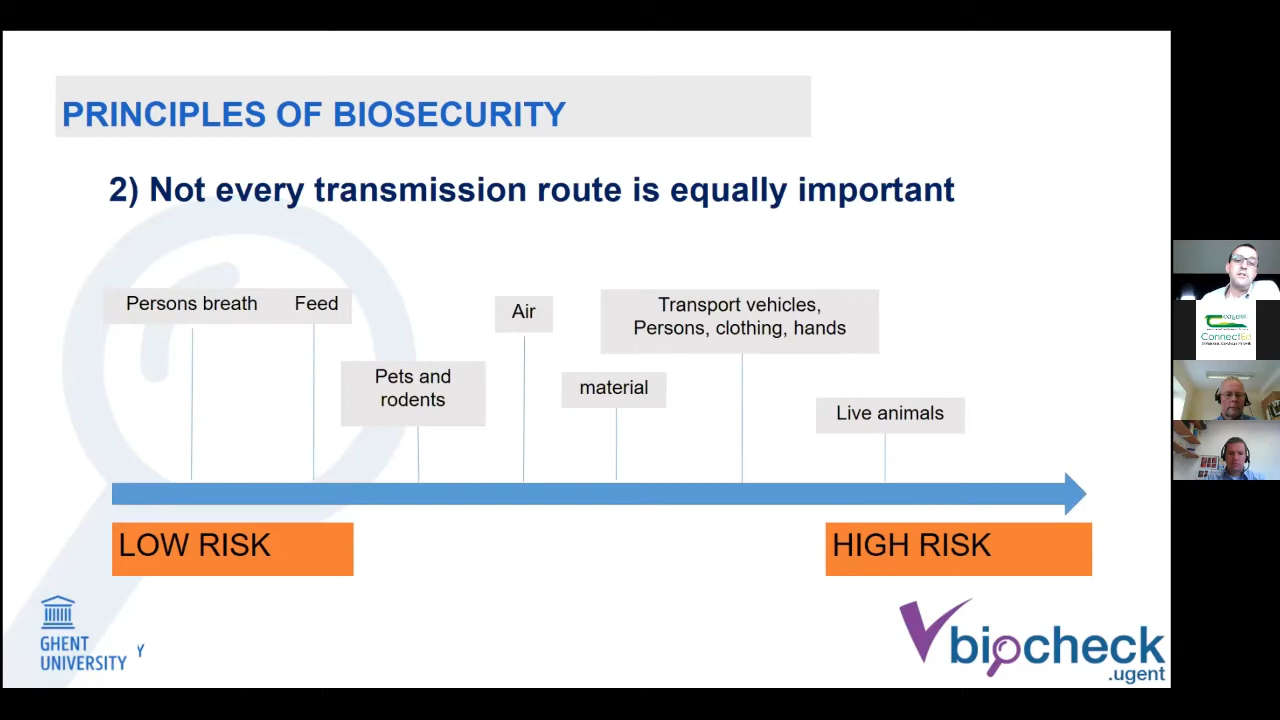 PRINCIPLES OF BIOSECURITY
2) Not every transmission route is equally important
Persons breath
Feed
Pets and
rodents
Air
material
Transport vehicles,
Persons, clothing, hands
Live animals
LOW RISK
HIGH RISK
GHENT
UNIVERSITY
Y
biocheck
.ugent
ConnectEd